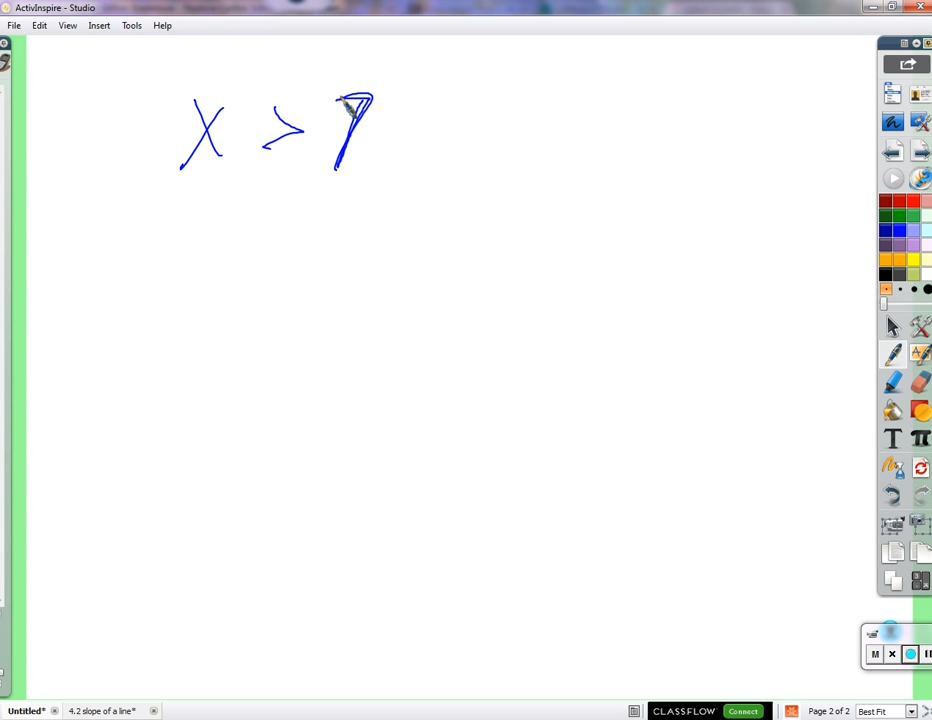 ActivInspire - Studio
File Edit View Insert Tools Help
X > 7
M
Untitled* 4.2 slope of a line*
CLASSFLOW Connect
Page 2 of 2 Best Fit